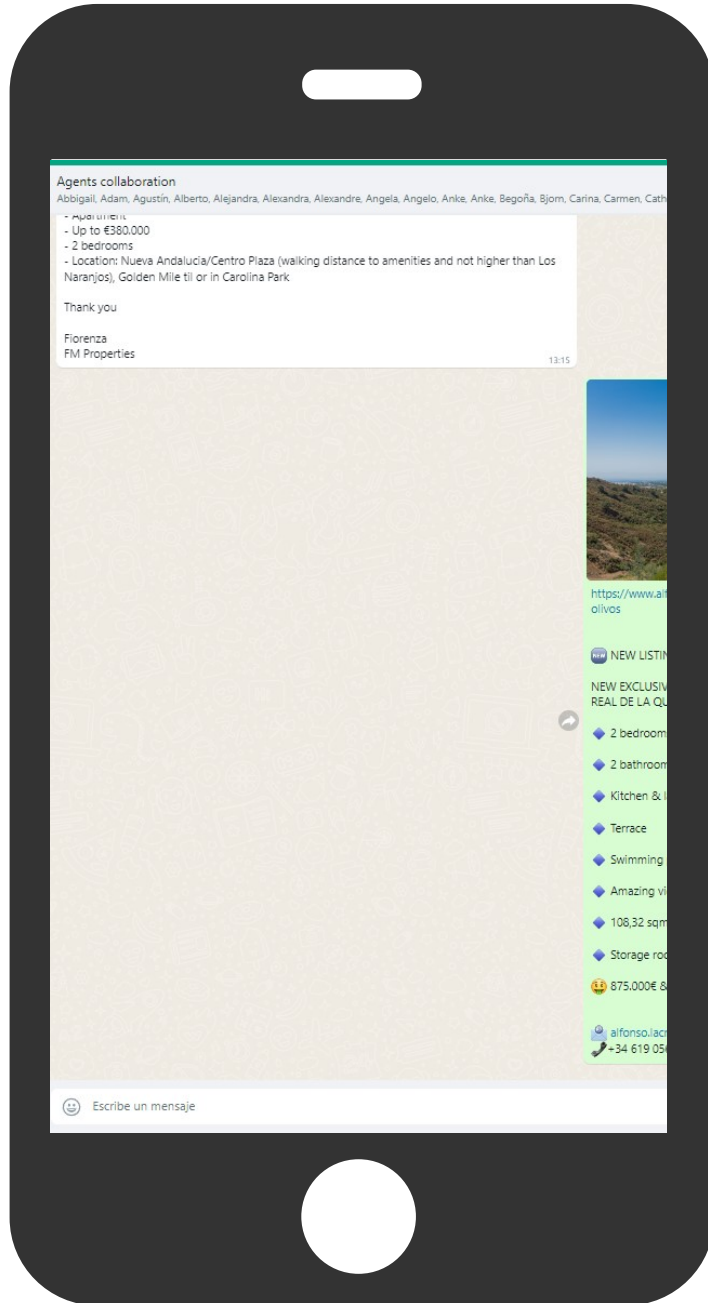 Agents collaboration
Abbigail, Adam, Agustín, Alberto, Alejandra, Alexandra, Alexandre, Angela, Angelo, Anke, Anke, Begoña, Bjorn, Carina, Carmen, Cath
- Apartment
- Up to €380.000
- 2 bedrooms
- Location: Nueva Andalucia/Centro Plaza (walking distance to amenities and not higher than Los
Naranjos), Golden Mile til or in Carolina Park
Thank you
Fiorenza
FM Properties
13:15
https://www.alf
olivos
NEW NEW LISTIN
NEW EXCLUSIV
REAL DE LA QU
2 bedroom
2 bathroom
Kitchen & l
Terrace
Swimming
Amazing vi
108,32 sqm
Storage roo
875.000€ &
alfonso.lacr
+34 619 056
Escribe un mensaje